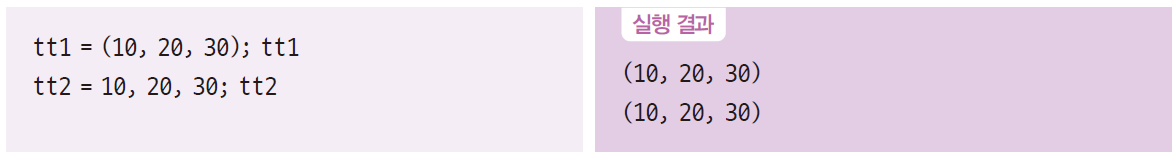 tt1 = (10, 20, 30); tt1
tt2 = 10, 20, 30; tt2
실행 결과
(10, 20, 30)
(10, 20, 30)